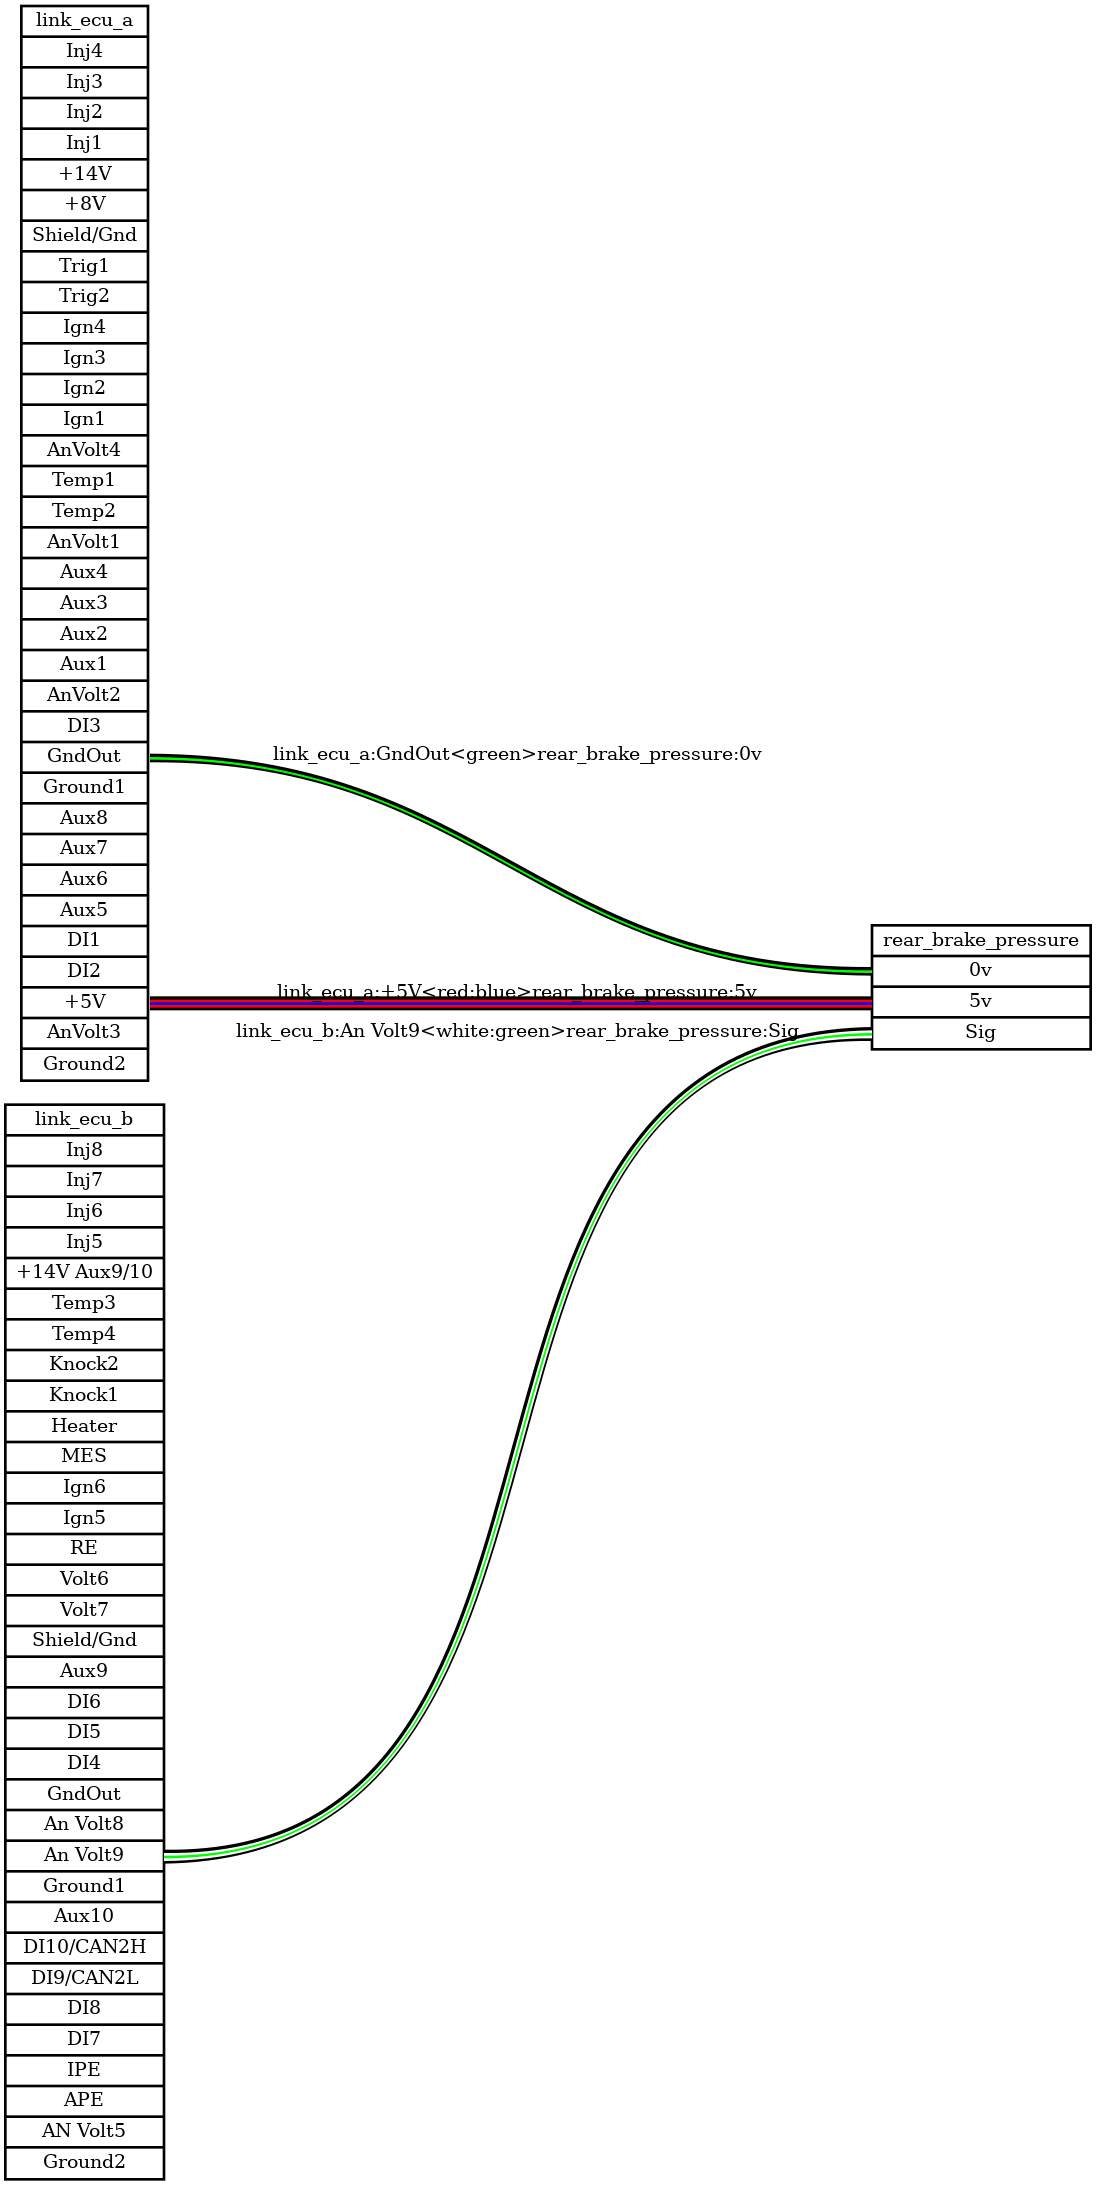 link_ecu_a
Inj4
Inj3
Inj2
Inj1
+14V
+8V
Shield/Gnd
Trig1
Trig2
Ign4
Ign3
Ign2
Ign1
AnVolt4
Temp1
Temp2
AnVolt1
Aux4
Aux3
Aux2
Aux1
AnVolt2
DI3
GndOut
Ground1
Aux8
Aux7
Aux6
Aux5
DI1
DI2
+5V
AnVolt3
Ground2
link_ecu_a:GndOut<green>rear_brake_pressure:0v
link_ecu_a:+5V<red:blue>rear_brake_pressure:5v
link_ecu_b:An Volt9<white:green>rear_brake_pressure:Sig
rear_brake_pressure
0v
5v
Sig
link_ecu_b
Inj8
Inj7
Inj6
Inj5
+14V Aux9/10
Temp3
Temp4
Knock2
Knock1
Heater
MES
Ign6
Ign5
RE
Volt6
Volt7
Shield/Gnd
Aux9
DI6
DI5
DI4
GndOut
An Volt8
An Volt9
Ground1
Aux10
DI10/CAN2H
DI9/CAN2L
DI8
DI7
IPE
APE
AN Volt5
Ground2